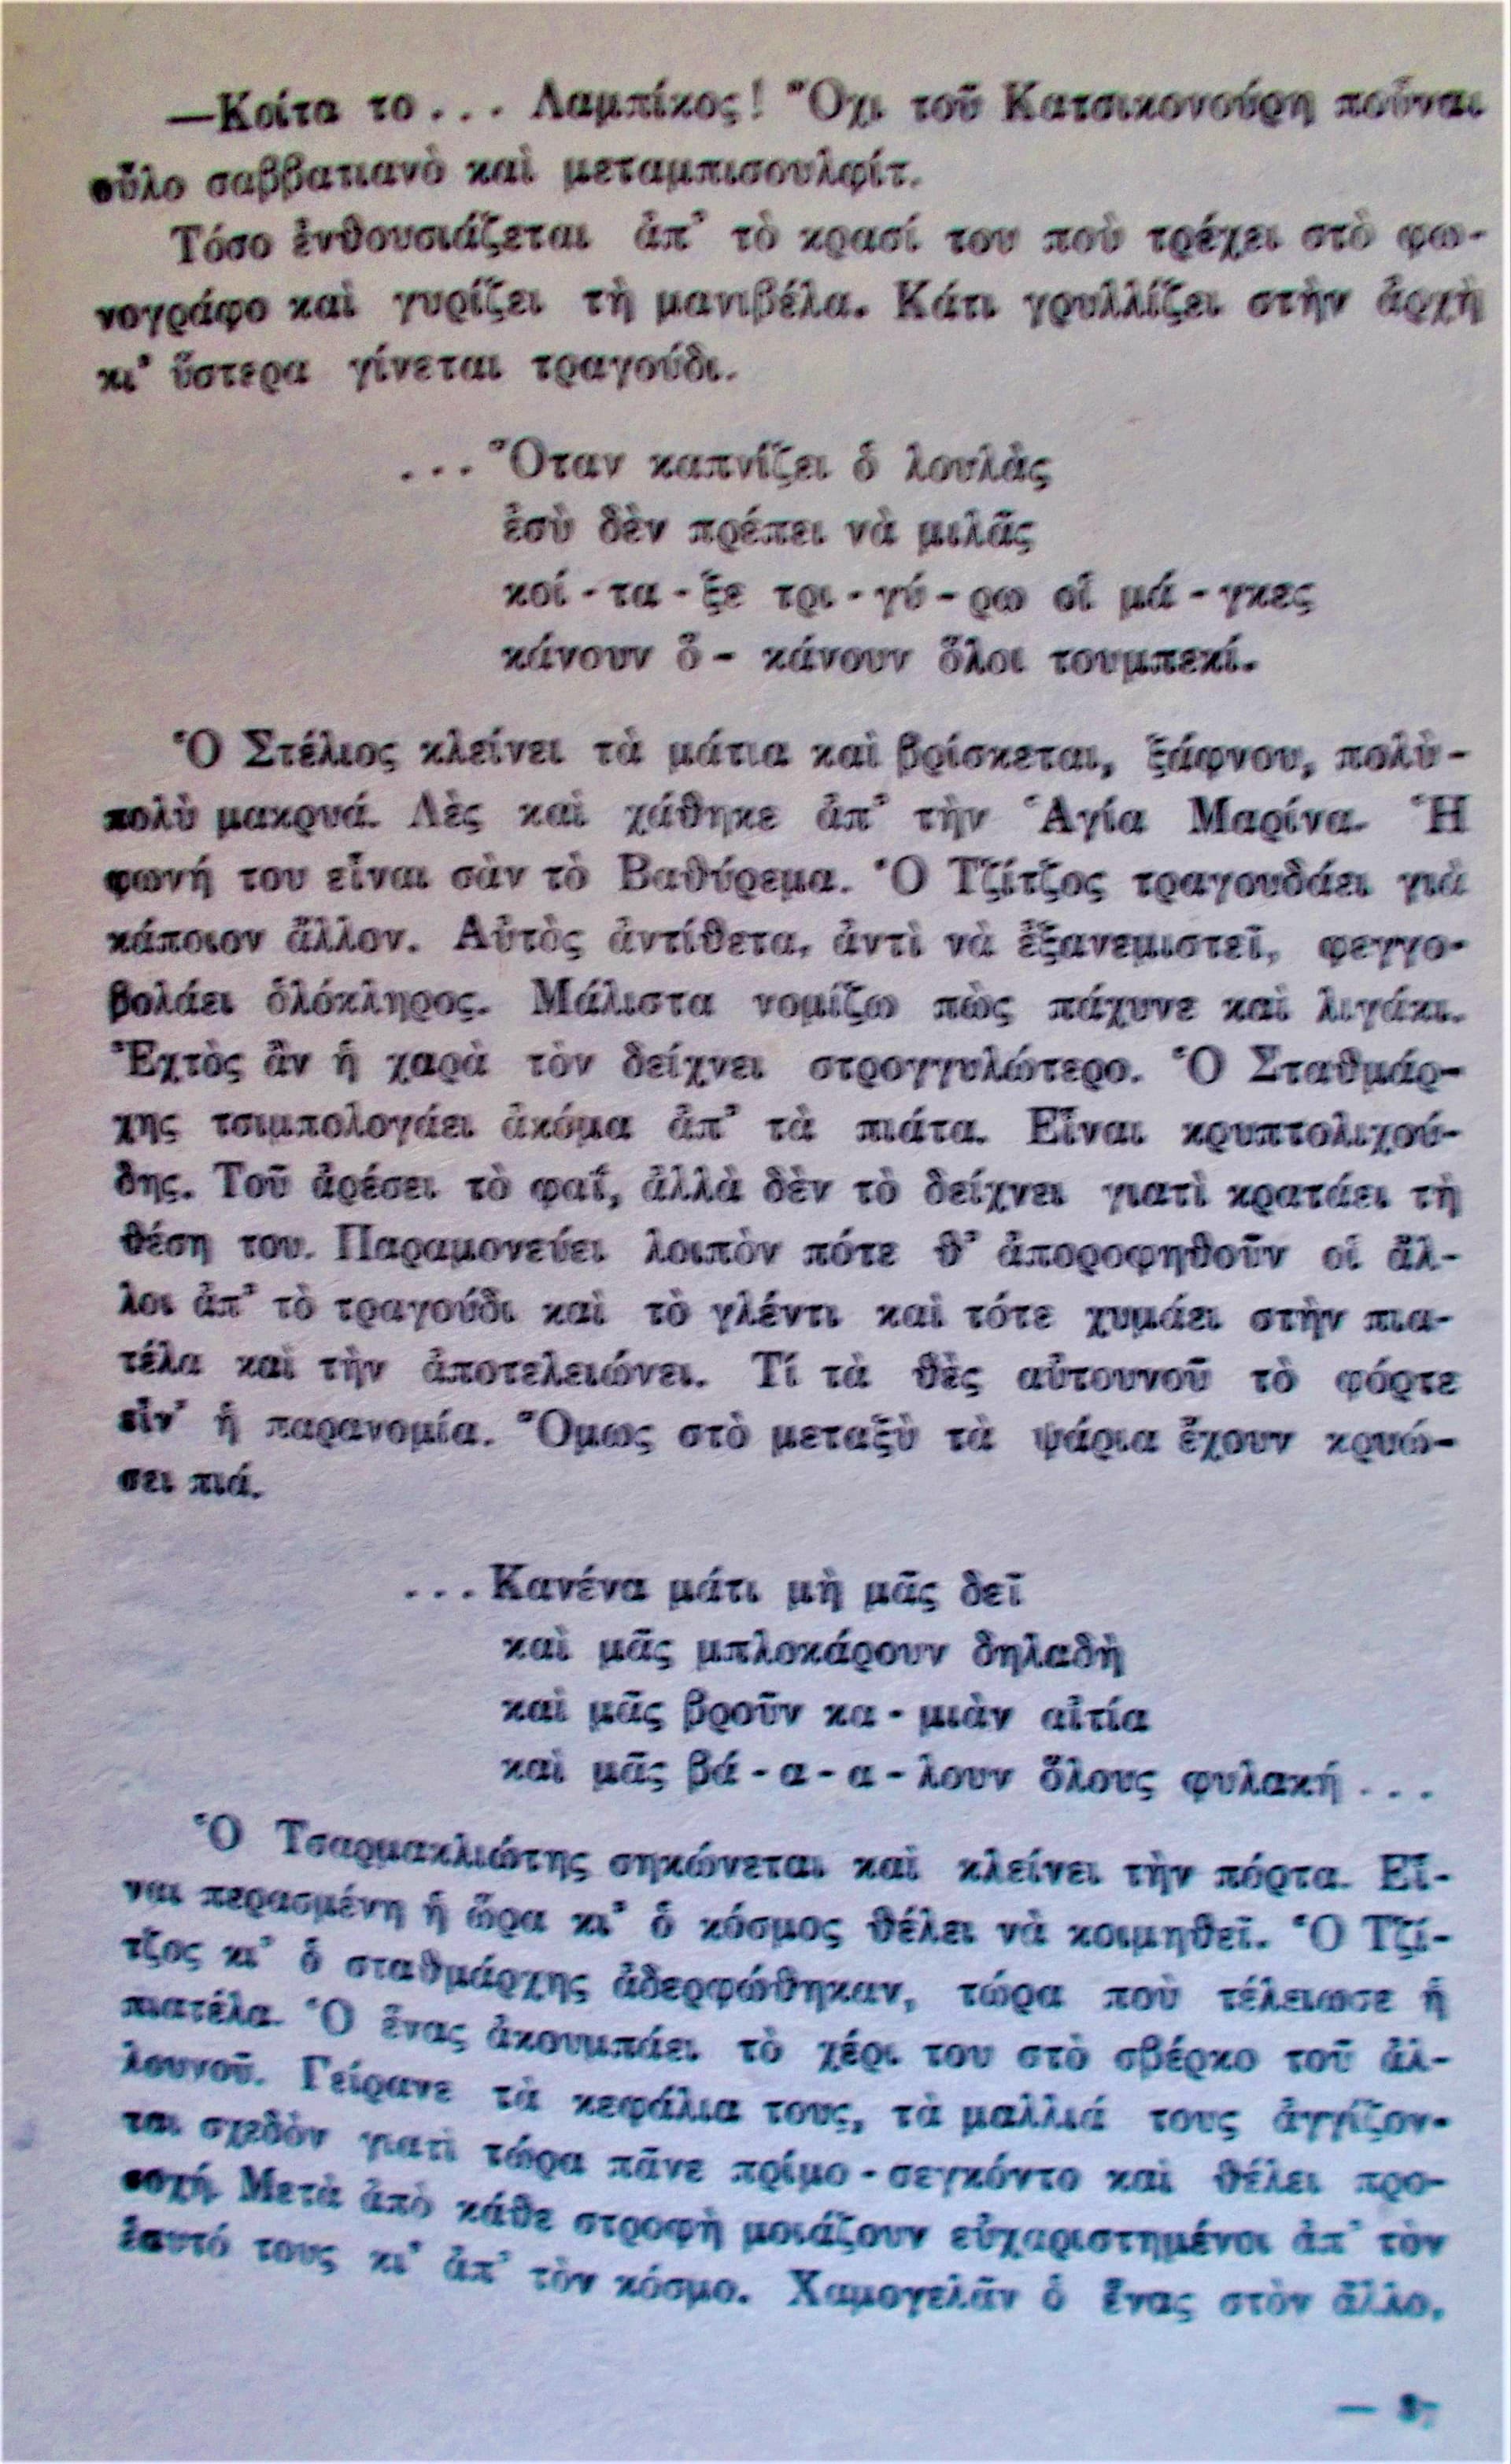 —Κοίτα το... Λαμπίκος! Ὄχι τοῦ Κατσικονούρη ποὖναι
οὖλο σαββατιανὸ καὶ μεταμπισουλφίτ.
Τόσο ἐνθουσιάζεται ἀπ' τὸ κρασί του ποὺ τρέχει στὸ φω-
νογράφο καὶ γυρίζει τὴ μανιβέλα. Κάτι γρυλλίζει στὴν ἀρχὴ
κι' ὕστερα γίνεται τραγούδι.
...Ὅταν καπνίζει ὁ λουλὰς
ἐσὺ δὲν πρέπει νὰ μιλᾶς
κοί-τα-ξε τρι-γύ-ρω οἱ μά-γκες
κάνουν ὅ- κάνουν ὅλοι τουμπεκί.
Ὁ Στέλιος κλείνει τὰ μάτια καὶ βρίσκεται, ξάφνου, πολὺ-
πολὺ μακρυά. Λὲς καὶ χάθηκε ἀπ' τὴν Ἁγία Μαρίνα. Ἡ
φωνή του εἶναι σὰν τὸ Βαθύρεμα. Ὁ Τζίτζος τραγουδάει γιὰ
κάποιον ἄλλον. Αὐτὸς ἀντίθετα, ἀντὶ νὰ ἐξανεμιστεῖ, φεγγο-
βολάει ὁλόκληρος. Μάλιστα νομίζω πὼς πάχυνε καὶ λιγάκι.
Ἐχτὸς ἂν ἡ χαρὰ τὸν δείχνει στρογγυλώτερο. Ὁ Σταθμάρ-
χης τσιμπολογάει ἀκόμα ἀπ' τὰ πιάτα. Εἶναι κρυπτολιχού-
δης. Τοῦ ἀρέσει τὸ φαΐ, ἀλλὰ δὲν τὸ δείχνει γιατὶ κρατάει τὴ
θέση του. Παραμονεύει λοιπὸν πότε θ' ἀποροφηθοῦν οἱ ἄλ-
λοι ἀπ' τὸ τραγούδι καὶ τὸ γλέντι καὶ τότε χυμάει στὴν πια-
τέλα καὶ τὴν ἀποτελειώνει. Τί τὰ θὲς αὐτουνοῦ τὸ φόρτε
εἶν' ἡ παρανομία. Ὅμως στὸ μεταξὺ τὰ ψάρια ἔχουν κρυώ-
σει πιά.
...Κανένα μάτι μὴ μᾶς δεῖ
καὶ μᾶς μπλοκάρουν δηλαδὴ
καὶ μᾶς βροῦν κα-μιὰν αἰτία
καὶ μᾶς βά-α-α-λουν ὅλους φυλακή...
Ὁ Τσαρμακλιώτης σηκώνεται καὶ κλείνει τὴν πόρτα. Εἶ-
ναι περασμένη ἡ ὥρα κι' ὁ κόσμος θέλει νὰ κοιμηθεῖ. Ὁ Τζί-
τζος κι' ὁ σταθμάρχης ἀδερφώθηκαν, τώρα ποὺ τέλειωσε ἡ
πιατέλα. Ὁ ἕνας ἀκουμπάει τὸ χέρι του στὸ σβέρκο τοῦ ἀλ-
λουνοῦ. Γείρανε τὰ κεφάλια τους, τὰ μαλλιά τους ἀγγίζον-
ται σχεδὸν γιατὶ τώρα πᾶνε πρίμο-σεγκόντο καὶ θέλει προ-
σοχή. Μετὰ ἀπὸ κάθε στροφὴ μοιάζουν εὐχαριστημένοι ἀπ' τὸν
ἑαυτό τους κι' ἀπ' τὸν κόσμο. Χαμογελᾶν ὁ ἕνας στὸν ἄλλο.